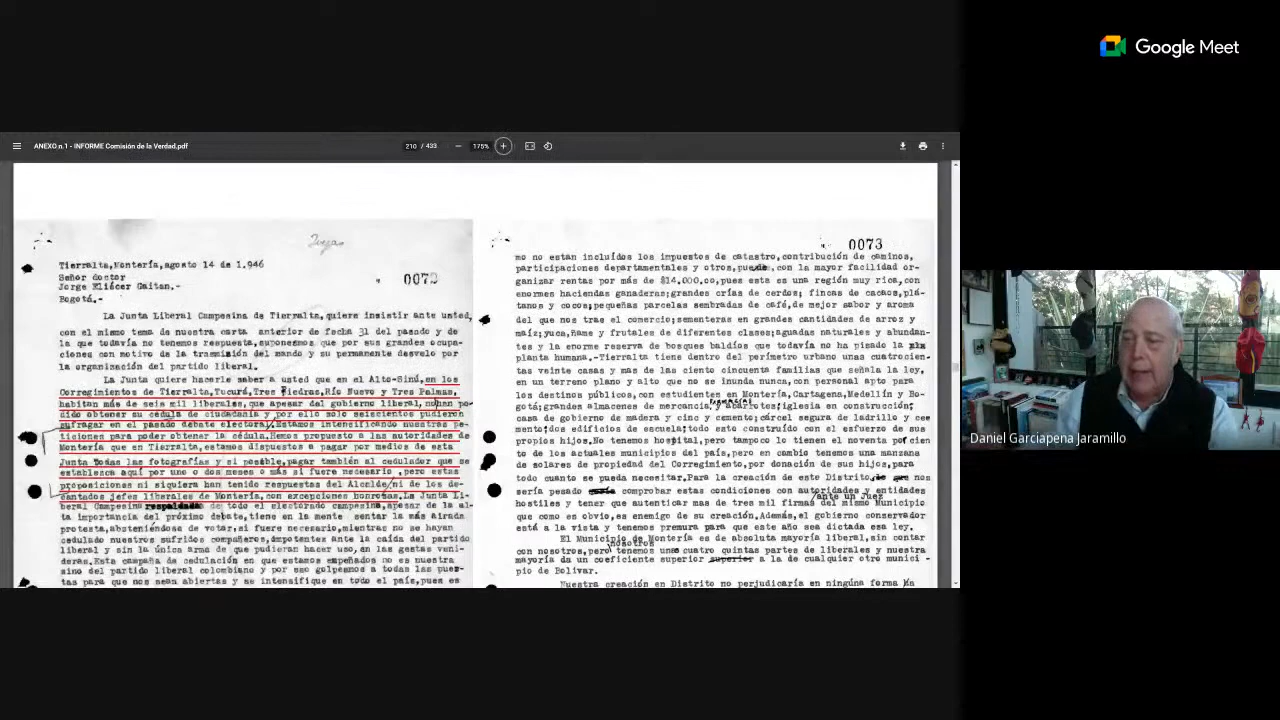 Google Meet
ANEXO n.1 - INFORME Comisión de la Verdad.pdf
210 / 433
175%
Tierralta,Montería,agosto 14 de 1.946
Señor doctor
Jorge Eliécer Gaitan.-
Bogotá.-
La Junta Liberal Campesina de Tierralta,quiere insistir ante usted,
con el mismo tema de nuestra carta anterior de fecha 31 del pasado y de
la que todavía no tenemos respuesta,suponemos que por sus grandes ocupa-
ciones con motivo de la trasmisión del mando y su permanente desvelo por
la organización del partido liberal.
La Junta quiere hacerle saber a usted que en el Alto-Sinú,en los
Corregimientos de Tierralta,Tucurá,Tres Piedras,Río Nuevo y Tres Palmas,
habitan más de seis mil liberales,que apesar del gobierno liberal,nohan po-
dido obtener su cédula de ciudadanía y por ello solo seiscientos pudieron
sufragar en el pasado debate electoral.Estamos intensificando nuestras pe-
ticiones para poder obtener la cédula.Hemos propuesto a las autoridades de
Montería que en Tierralta,estamos dispuestos a pagar por medios de esta
Junta todas las fotografías y si posible,pagar también al cedulador que se
establesca aquí por uno o dos meses o más si fuere necesario ,pero estas
proposiciones ni siquiera han tenido respuestas del Alcalde/ni de los de-
cantados jefes liberales de Montería,con excepciones honrosas.La Junta Li-
beral Campesina respaldada de todo el electorado campesina,apesar de la al-
ta importancia del próximo debate,tiene en la mente sentar la más airada
protesta,absteniéndose de votar,si fuere necesario,mientras no se hayan
cedulado nuestros sufridos compañeros,impotentes ante la caída del partido
liberal y sin la única arma de que pudieran hacer uso,en las gestas veni-
deras.Esta campaña de cedulación en que estamos empeñados no es nuestra
sino del partido liberal colombiano y por eso golpeamos a todas las puer-
tas para que nos sean abiertas y se intensifique en todo el país,pues es
0073
mo no estan incluídos los impuestos de catastro,contribución de caminos,
participaciones departamentales y otros,puede,con la mayor facilidad or-
ganizar rentas por más de $14.000,oo,pues esta es una región muy rica,con
enormes haciendas ganaderas;grandes crías de cerdos; fincas de cacaos,plá-
tanos y cocos;pequeñas parcelas sembradas de café,de mejor sabor y aroma
del que nos trae el comercio;sementeras en grandes cantidades de arroz y
maíz;yuca,ñame y frutales de diferentes clases;aguadas naturales y abundan-
tes y la enorme reserva de bosques baldíos que todavía no ha pisado la
planta humana.-Tierralta tiene dentro del perímetro urbano unas cuatrocien-
tas veinte casas y mas de las ciento cincuenta familias que señala la ley,
en un terreno plano y alto que no se inunda nunca,con personal apto para
los destinos públicos,con estudientes en Montería,Cartagena,Medellín y Bo-
gotá;grandes almacenes de mercancía,y abarrotes;iglesia en construcción;
casa de gobierno de madera y cinc y cemento;cárcel segura de ladrillo y cee
mento;dos edificios de escuela;todo esto construído con el esfuerzo de sus
propios hijos.No tenemos hospital,pero tampoco lo tienen el noventa por cien
to de los actuales municipios del país,pero en cambio tenemos una manzana
de solares de propiedad del Corregimiento,por donación de sus hijos,para
todo cuanto se pueda necesitar.Para la creación de este Distrito, nos
sería pesado comprobar estas condiciones con autoridades y entidades
/ante un Juez
hostiles y tener que autenticar mas de tres mil firmas del mismo Municipio
que como es obvio,es enemigo de su creación.Además,el gobierno conservador
está a la vista y tenemos premura para que este año sea dictada esa ley.
El Municipio de Montería es de absoluta mayoría liberal,sin contar
/nosotros
con nosotros,pero tenemos una cuatro quintas partes de liberales y nuestra
mayoría da un coeficiente superior superior a la de cualquier otro munici -
pio de Bolívar.
Nuestra creación en Distrito no perjudicaría en ningúna forma
Daniel Garciapena Jaramillo